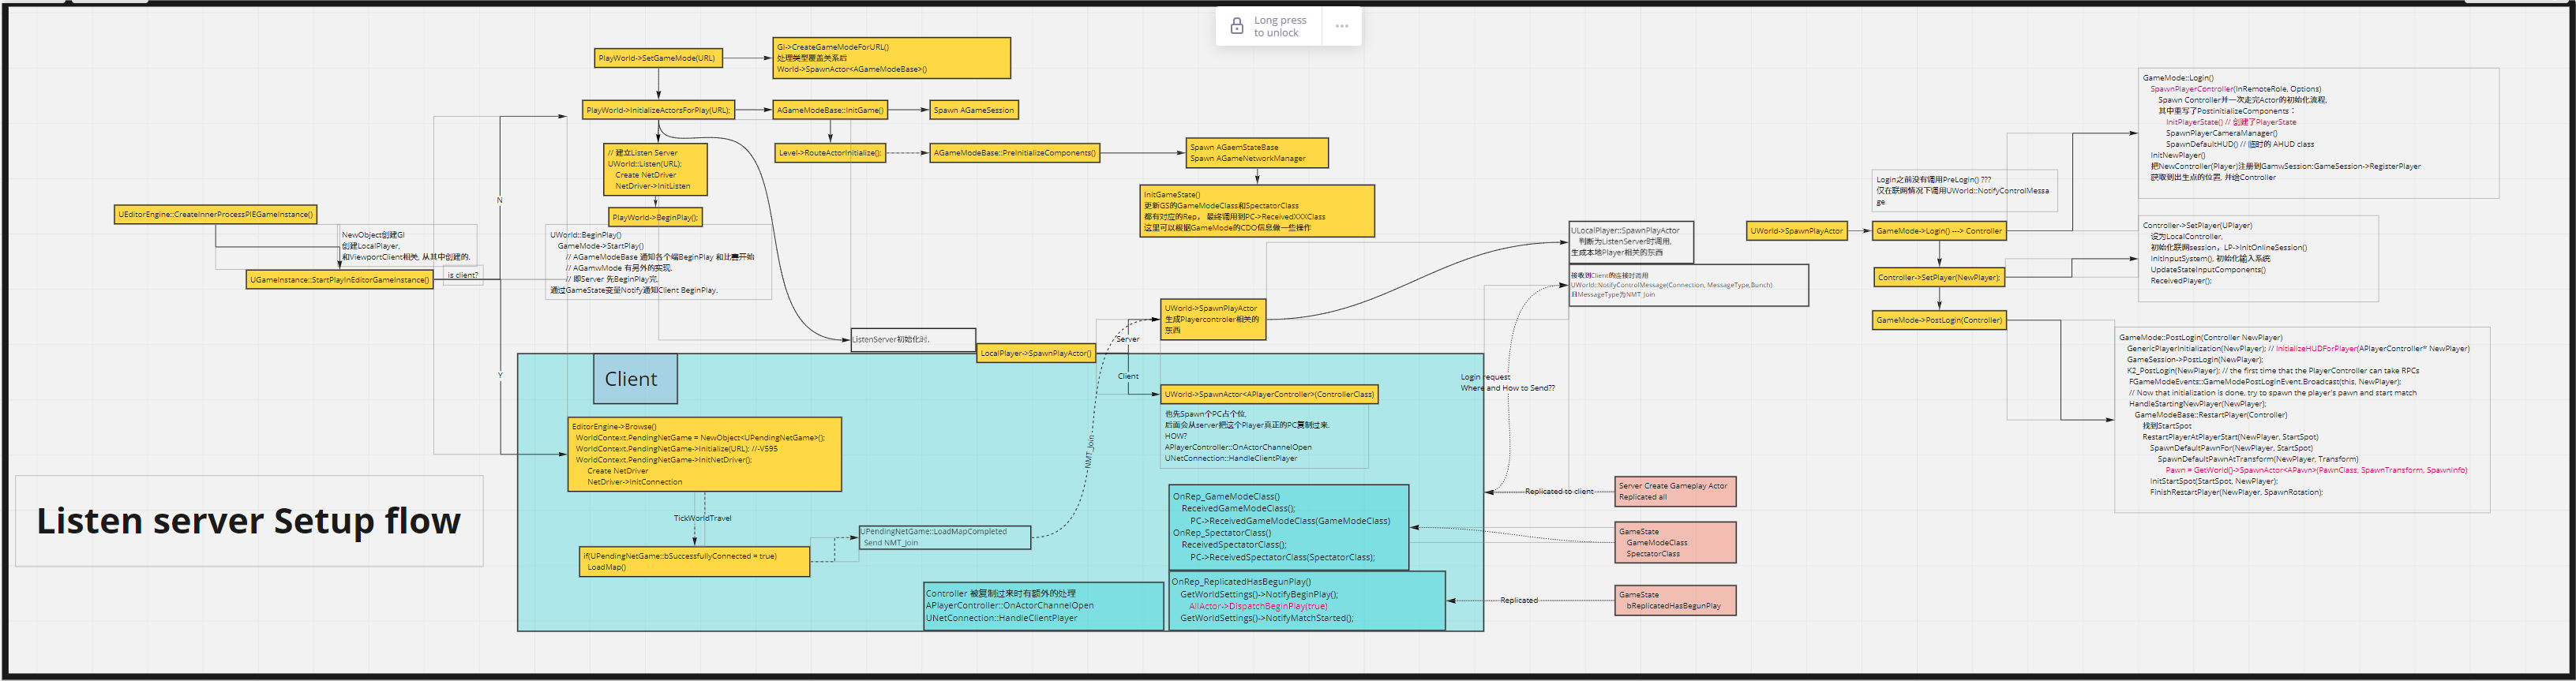 Long press
to unlock
PlayWorld->SetGameMode(URL)
GI->CreateGameModeForURL()
处理类型覆盖关系后
World->SpawnActor<AGameModeBase>()
PlayWorld->InitializeActorsForPlay(URL);
AGameModeBase::InitGame()
Spawn AGameSession
// 建立Listen Server
UWorld::Listen(URL);
Create NetDriver
NetDriver->InitListen
Level->RouteActorInitialize();
AGameModeBase::PreInitializeComponents()
Spawn AGaemStateBase
Spawn AGameNetworkManager
InitGameState()
更新GS的GameModeClass和SpectatorClass
都有对应的Rep， 最终调用到PC->ReceivedXXXClass
这里可以根据GameMode的CDO信息做一些操作
PlayWorld->BeginPlay();
UEditorEngine::CreateInnerProcessPIEGameInstance()
NewObject创建GI
创建LocalPlayer,
和ViewportClient相关, 从其中创建的.
UGameInstance::StartPlayInEditorGameInstance()
is client?
N
Y
UWorld::BeginPlay()
GameMode->StartPlay()
// AGameModeBase 通知各个端BeginPlay 和比赛开始
// AGamwMode 有另外的实现.
// 即Server 先BeginPlay完,
通过GameState变量Notify通知Client BeginPlay.
ListenServer初始化时,
LocalPlayer->SpawnPlayActor()
Server
Client
UWorld->SpawnPlayActor
生成Playercontroler相关的
东西
ULocalPlayer::SpawnPlayActor
判断为ListenServer时调用,
生成本地Player相关的东西
接收到Client的连接时调用
UWorld::NotifyControlMessage(Connection, MessageType,Bunch)
且MessageType为NMT_Join
UWorld->SpawnPlayActor
Login之前没有调用PreLogin() ???
仅在联网情况下调用UWorld::NotifyControlMessa
ge
GameMode->Login() ---> Controller
Controller->SetPlayer(NewPlayer);
GameMode->PostLogin(Controller)
GameMode::Login()
SpawnPlayerController(InRemoteRole, Options)
Spawn Controller并一次走完Actor的初始化流程,
其中重写了PostInitializeComponents：
InitPlayerState() // 创建了PlayerState
SpawnPlayerCameraManager()
SpawnDefaultHUD() // 临时的 AHUD class
InitNewPlayer()
把NewController(Player)注册到GamwSession:GameSession->RegisterPlayer
获取到出生点的位置, 并给Controller
Controller->SetPlayer(UPlayer)
设为LocalController,
初始化联网session， LP->InitOnlineSession()
InitInputSystem(), 初始化输入系统
UpdateStateInputComponents()
ReceivedPlayer();
GameMode::PostLogin(Controller NewPlayer)
GenericPlayerInitialization(NewPlayer); // InitializeHUDForPlayer(APlayerController* NewPlayer)
GameSession->PostLogin(NewPlayer);
K2_PostLogin(NewPlayer); // the first time that the PlayerController can take RPCs
FGameModeEvents::GameModePostLoginEvent.Broadcast(this, NewPlayer);
// Now that initialization is done, try to spawn the player's pawn and start match
HandleStartingNewPlayer(NewPlayer);
GameModeBase::RestartPlayer(Controller)
找到StartSpot
RestartPlayerAtPlayerStart(NewPlayer, StartSpot)
SpawnDefaultPawnFor(NewPlayer, StartSpot)
SpawnDefaultPawnAtTransform(NewPlayer, Transform)
Pawn = GetWorld()->SpawnActor<APawn>(PawnClass, SpawnTransform, SpawnInfo)
InitStartSpot(StartSpot, NewPlayer);
FinishRestartPlayer(NewPlayer, SpawnRotation);
Client
EditorEngine->Browse()
WorldContext.PendingNetGame = NewObject<UPendingNetGame>();
WorldContext.PendingNetGame->Initialize(URL); //-V595
WorldContext.PendingNetGame->InitNetDriver();
Create NetDriver
NetDriver->InitConnection
TickWorldTravel
if(UPendingNetGame::bSuccessfullyConnected = true)
LoadMap()
UPendingNetGame::LoadMapCompleted
Send NMT_Join
NMT_Join
UWorld->SpawnActor<APlayerController>(ControllerClass)
也先Spawn个PC占个位,
后面会从server把这个Player真正的PC复制过来.
HOW?
APlayerController::OnActorChannelOpen
UNetConnection::HandleClientPlayer
Login request
Where and How to Send??
Listen server Setup flow
OnRep_GameModeClass()
ReceivedGameModeClass();
PC->ReceivedGameModeClass(GameModeClass)
OnRep_SpectatorClass()
ReceivedSpectatorClass();
PC->ReceivedSpectatorClass(SpectatorClass);
Controller 被复制过来时有额外的处理
APlayerController::OnActorChannelOpen
UNetConnection::HandleClientPlayer
OnRep_ReplicatedHasBegunPlay()
GetWorldSettings()->NotifyBeginPlay();
AllActor->DispatchBeginPlay(true)
GetWorldSettings()->NotifyMatchStarted();
Replicated to client
Server Create Gameplay Actor
Replicated all
GameState
GameModeClass
SpectatorClass
Replicated
GameState
bReplicatedHasBegunPlay